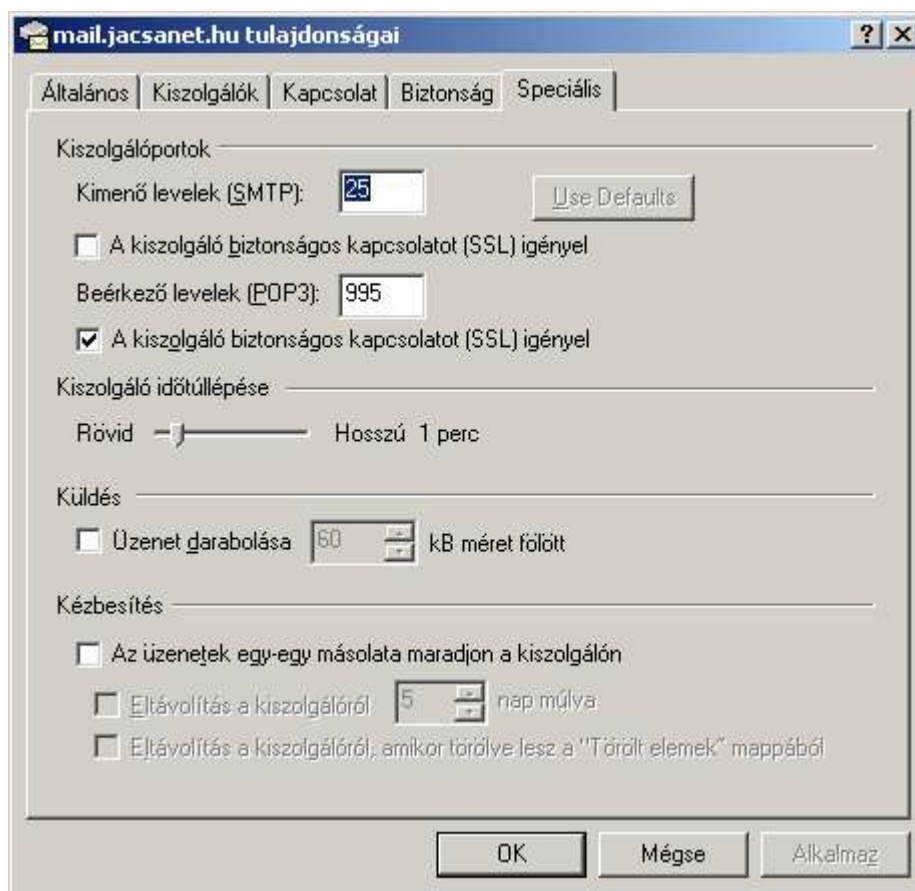 mail.jacsanet.hu tulajdonságai
Általános Kiszolgálók Kapcsolat Biztonság Speciális
Kiszolgálóportok
Kimenő levelek (SMTP): 25 Use Defaults
A kiszolgáló biztonságos kapcsolatot (SSL) igényel
Beérkező levelek (POP3): 995
A kiszolgáló biztonságos kapcsolatot (SSL) igényel
Kiszolgáló időtúllépése
Rövid Hosszú 1 perc
Küldés
Üzenet darabolása 60 kB méret fölött
Kézbesítés
Az üzenetek egy-egy másolata maradjon a kiszolgálón
Eltávolítás a kiszolgálóról 5 nap múlva
Eltávolítás a kiszolgálóról, amikor törölve lesz a "Törölt elemek" mappából
OK Mégse Alkalmaz